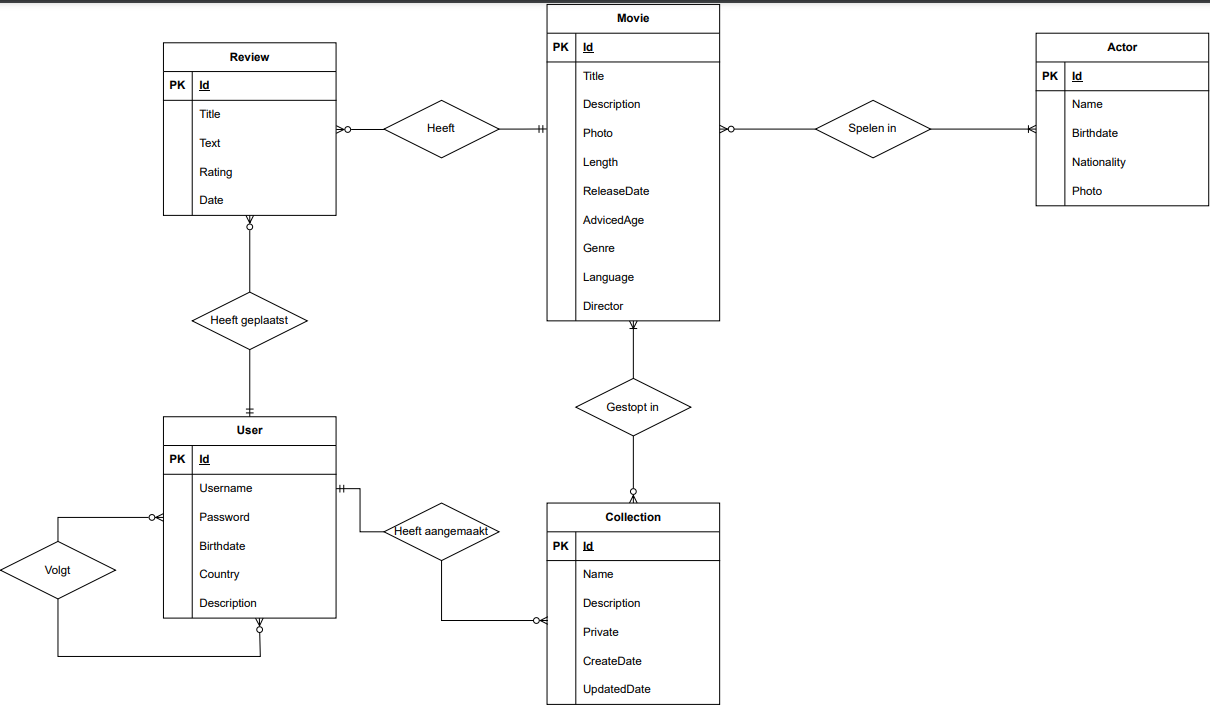 Movie
PK Id
Title
Description
Photo
Length
ReleaseDate
AdvicedAge
Genre
Language
Director
Review
PK Id
Title
Text
Rating
Date
Heeft
Spelen in
Actor
PK Id
Name
Birthdate
Nationality
Photo
Heeft geplaatst
Gestopt in
User
PK Id
Username
Password
Birthdate
Country
Description
Volgt
Heeft aangemaakt
Collection
PK Id
Name
Description
Private
CreateDate
UpdatedDate